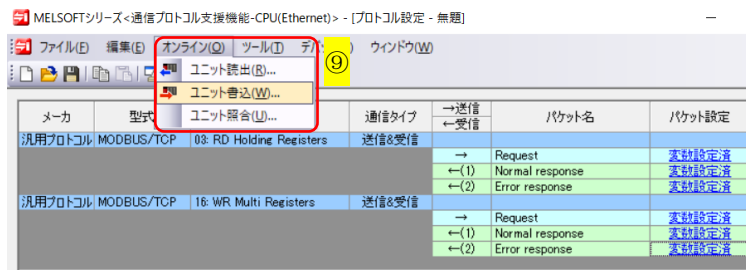 MELSOFTシリーズ<通信プロトコル支援機能-CPU(Ethernet)> - [プロトコル設定 - 無題]
ファイル(F) 編集(E) オンライン(O) ツール(T) デバ ) ウィンドウ(W)
ユニット読出(R)...
⑨
ユニット書込(W)...
ユニット照合(U)...
メーカ 型式 通信タイプ →送信 ←受信 パケット名 パケット設定
汎用プロトコル MODBUS/TCP 03: RD Holding Registers 送信&受信
→ Request 変数設定済
←(1) Normal response 変数設定済
←(2) Error response 変数設定済
汎用プロトコル MODBUS/TCP 16: WR Multi Registers 送信&受信
→ Request 変数設定済
←(1) Normal response 変数設定済
←(2) Error response 変数設定済